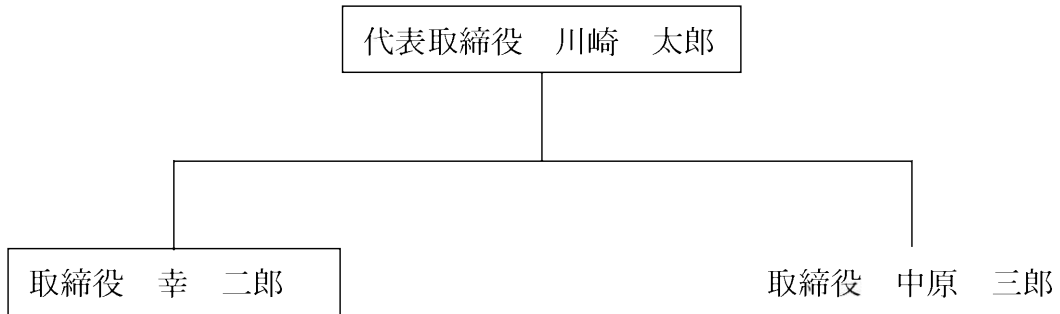 代表取締役　川崎　太郎
取締役　幸　二郎
取締役　中原　三郎